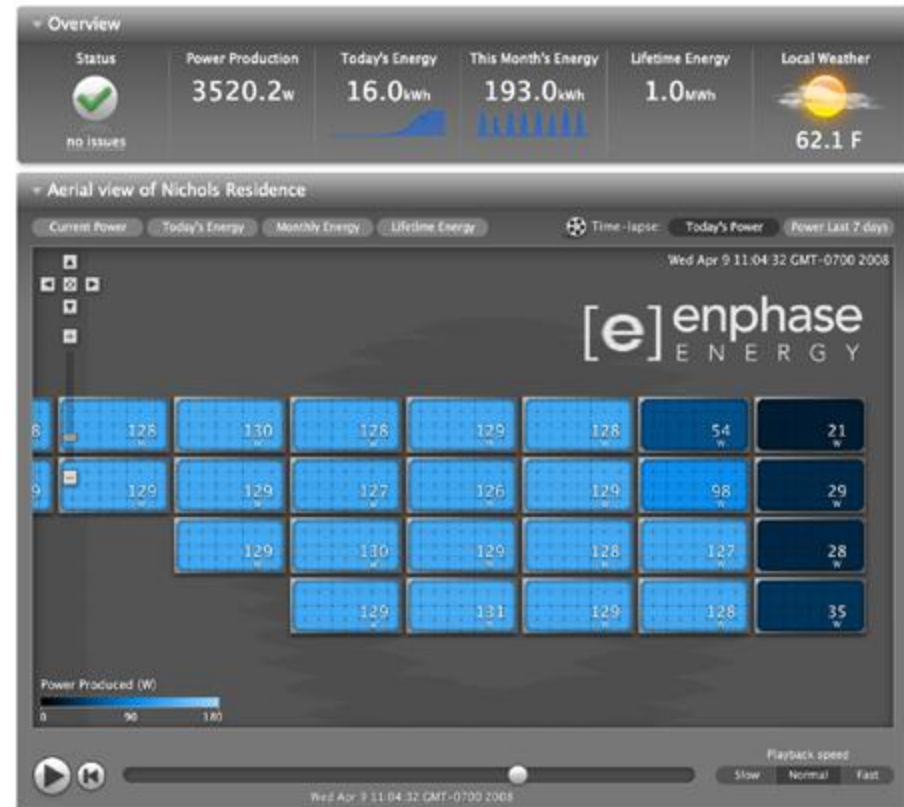 Overview
Status Power Production Today's Energy This Month's Energy Lifetime Energy Local Weather
3520.2w 16.0kWh 193.0kWh 1.0MWh
no issues 62.1 F
Aerial view of Nichols Residence
Current Power Today's Energy Monthly Energy Lifetime Energy Time-lapse: Today's Power Power Last 7 days
Wed Apr 9 11:04:32 GMT-0700 2008
[e] enphase
ENERGY
8 128 W 130 W 128 W 129 W 128 W 54 W 21 W
9 129 W 129 W 127 W 126 W 129 W 98 W 29 W
129 W 130 W 129 W 128 W 127 W 28 W
129 W 131 W 129 W 128 W 35 W
Power Produced (W)
0 90 180
Playback speed
Slow Normal Fast
Wed Apr 9 11:04:32 GMT-0700 2008